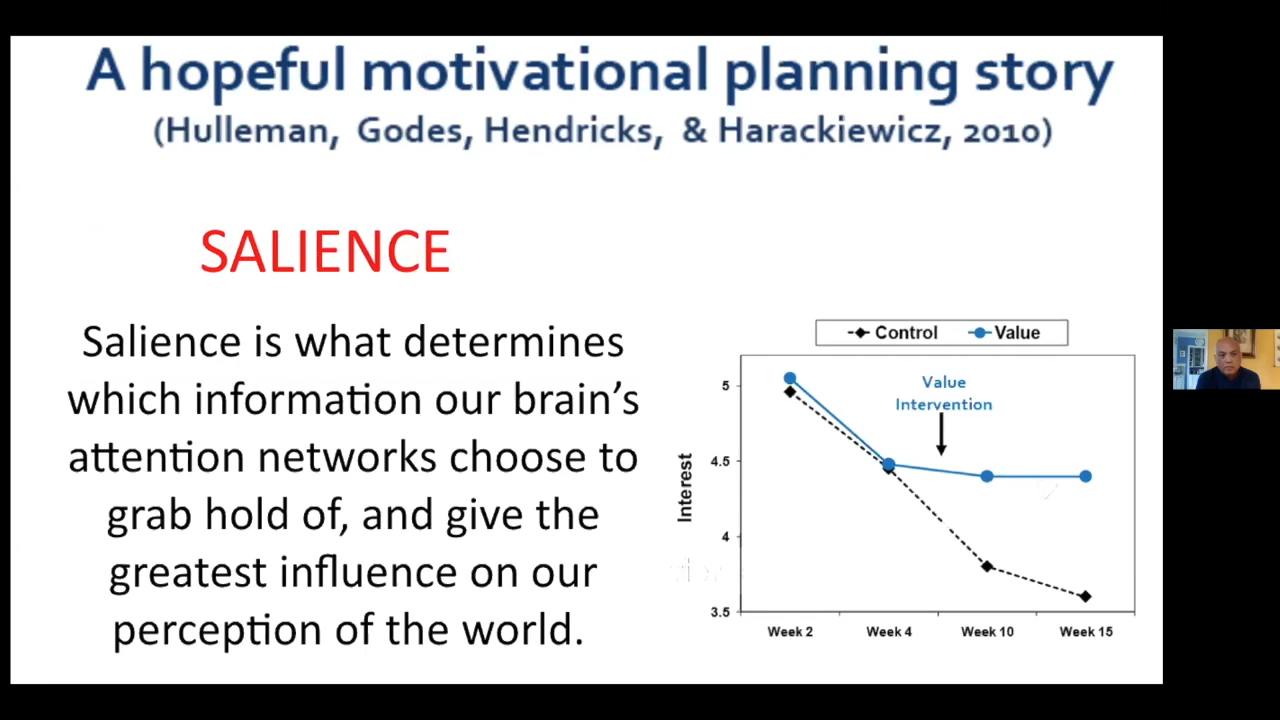 A hopeful motivational planning story
(Hulleman, Godes, Hendricks, & Harackiewicz, 2010)
SALIENCE
Salience is what determines
which information our brain's
attention networks choose to
grab hold of, and give the
greatest influence on our
perception of the world.
Control Value
Value
Intervention
Interest
5
4.5
4
3.5
Week 2 Week 4 Week 10 Week 15